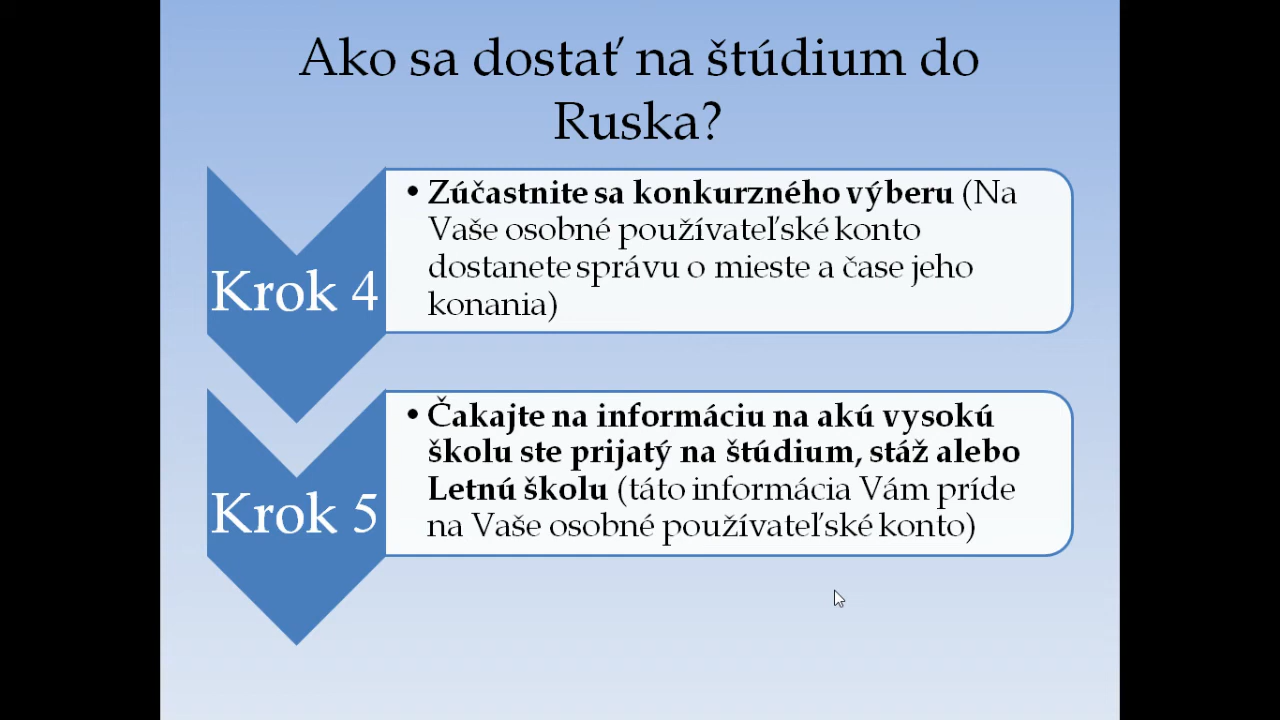 Ako sa dostať na štúdium do
Ruska?
Krok 4
• Zúčastnite sa konkurzného výberu (Na
Vaše osobné používateľské konto
dostanete správu o mieste a čase jeho
konania)
Krok 5
• Čakajte na informáciu na akú vysokú
školu ste prijatý na štúdium, stáž alebo
Letnú školu (táto informácia Vám príde
na Vaše osobné používateľské konto)